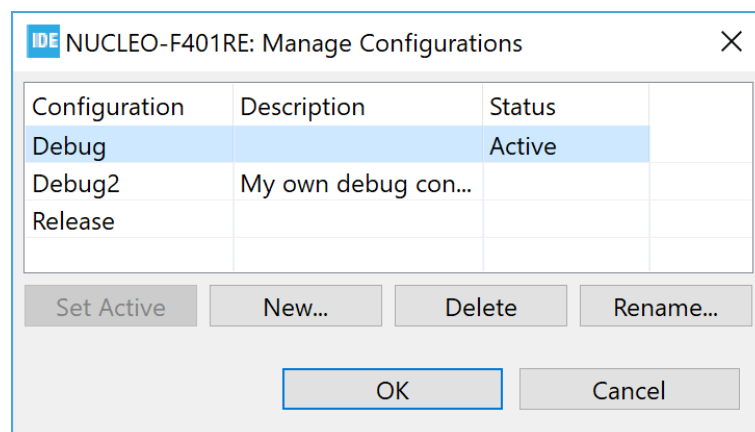 IDE NUCLEO-F401RE: Manage Configurations
Configuration Description Status
Debug Active
Debug2 My own debug con...
Release
Set Active New... Delete Rename...
OK Cancel